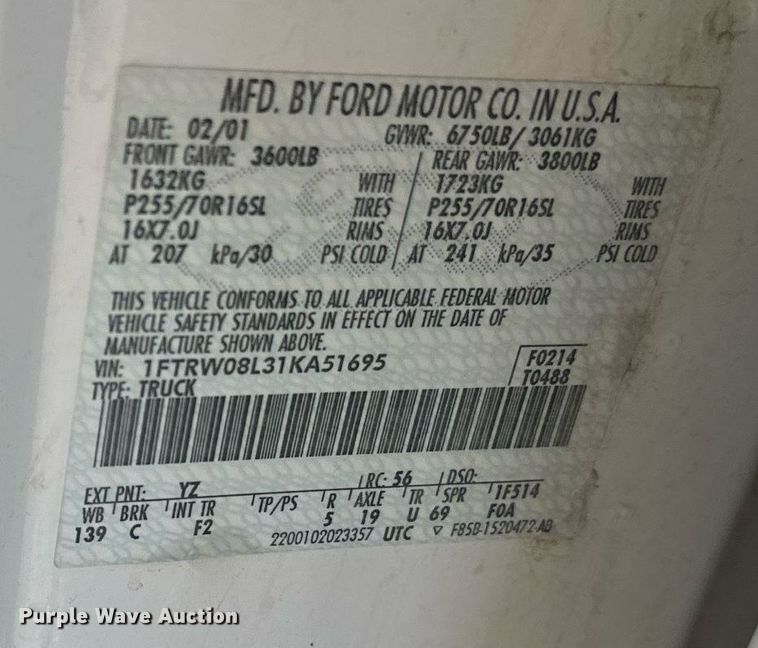 MFD. BY FORD MOTOR CO. IN U.S.A.
DATE: 02/01 GVWR: 6750LB/ 3061KG
FRONT GAWR: 3600LB REAR GAWR: 3800LB
1632KG WITH 1723KG WITH
P255/70R16SL TIRES P255/70R16SL TIRES
16X7.0J RIMS 16X7.0J RIMS
AT 207 kPa/30 PSI COLD AT 241 kPa/35 PSI COLD
THIS VEHICLE CONFORMS TO ALL APPLICABLE FEDERAL MOTOR
VEHICLE SAFETY STANDARDS IN EFFECT ON THE DATE OF
MANUFACTURE SHOWN ABOVE.
VIN: 1FTRW08L31KA51695 F0214
TYPE: TRUCK T0488
EXT PNT: YZ RC: 56 DSO:
WB BRK INT TR TP/PS R AXLE TR SPR 1F514
139 C F2 5 19 U 69 F0A
2200102023357 UTC ▽ F85B-1520472-AB
Purple Wave Auction